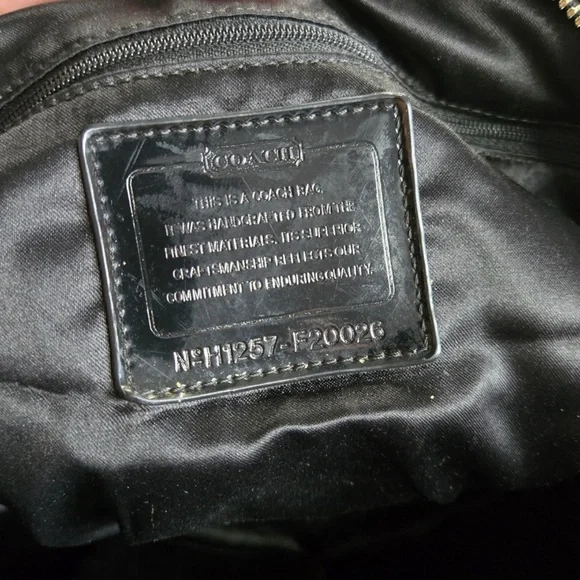 COACH
THIS IS A COACH BAG.
IT WAS HANDCRAFTED FROM THE
FINEST MATERIALS. ITS SUPERIOR
CRAFTSMANSHIP REFLECTS OUR
COMMITMENT TO ENDURING QUALITY.
Nº H1257-F20026